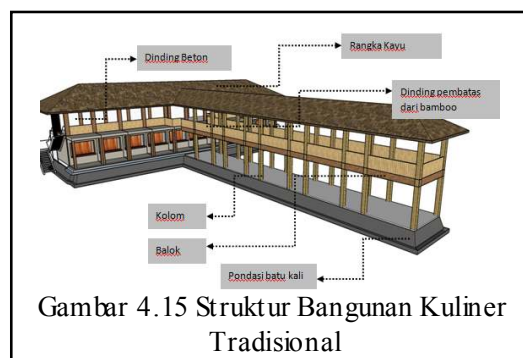 Dinding Beton
Rangka Kayu
Dinding pembatas
dari bamboo
Kolom
Balok
Pondasi batu kali
Gambar 4.15 Struktur Bangunan Kuliner
Tradisional